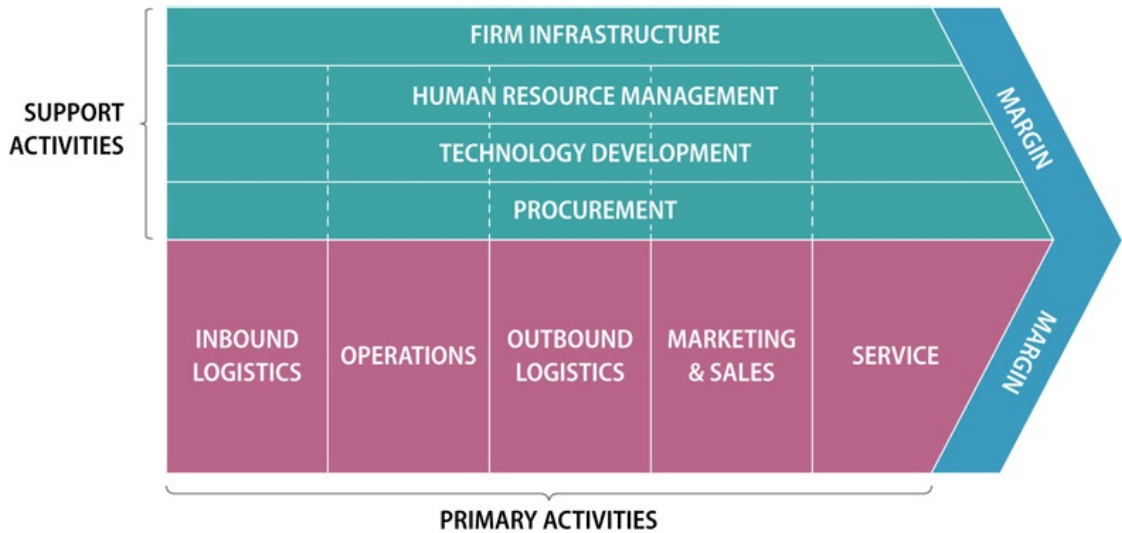 FIRM INFRASTRUCTURE
SUPPORT
ACTIVITIES
HUMAN RESOURCE MANAGEMENT
TECHNOLOGY DEVELOPMENT
PROCUREMENT
MARGIN
INBOUND
LOGISTICS
OPERATIONS
OUTBOUND
LOGISTICS
MARKETING
& SALES
SERVICE
MARGIN
PRIMARY ACTIVITIES